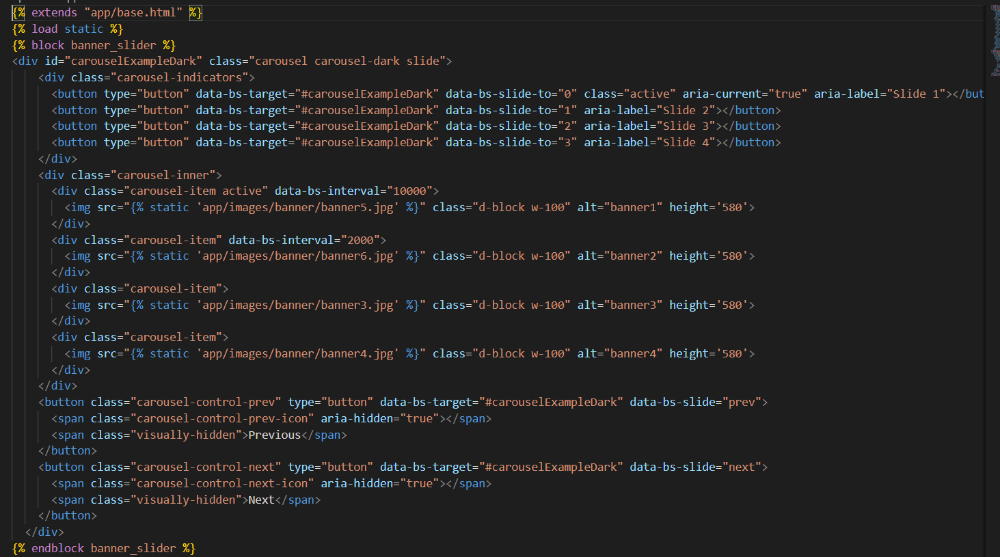 {% extends "app/base.html" %}
{% load static %}
{% block banner_slider %}
<div id="carouselExampleDark" class="carousel carousel-dark slide">
<div class="carousel-indicators">
<button type="button" data-bs-target="#carouselExampleDark" data-bs-slide-to="0" class="active" aria-current="true" aria-label="Slide 1"></but
<button type="button" data-bs-target="#carouselExampleDark" data-bs-slide-to="1" aria-label="Slide 2"></button>
<button type="button" data-bs-target="#carouselExampleDark" data-bs-slide-to="2" aria-label="Slide 3"></button>
<button type="button" data-bs-target="#carouselExampleDark" data-bs-slide-to="3" aria-label="Slide 4"></button>
</div>
<div class="carousel-inner">
<div class="carousel-item active" data-bs-interval="10000">
<img src="{% static 'app/images/banner/banner5.jpg' %}" class="d-block w-100" alt="banner1" height='580'>
</div>
<div class="carousel-item" data-bs-interval="2000">
<img src="{% static 'app/images/banner/banner6.jpg' %}" class="d-block w-100" alt="banner2" height='580'>
</div>
<div class="carousel-item">
<img src="{% static 'app/images/banner/banner3.jpg' %}" class="d-block w-100" alt="banner3" height='580'>
</div>
<div class="carousel-item">
<img src="{% static 'app/images/banner/banner4.jpg' %}" class="d-block w-100" alt="banner4" height='580'>
</div>
</div>
<button class="carousel-control-prev" type="button" data-bs-target="#carouselExampleDark" data-bs-slide="prev">
<span class="carousel-control-prev-icon" aria-hidden="true"></span>
<span class="visually-hidden">Previous</span>
</button>
<button class="carousel-control-next" type="button" data-bs-target="#carouselExampleDark" data-bs-slide="next">
<span class="carousel-control-next-icon" aria-hidden="true"></span>
<span class="visually-hidden">Next</span>
</button>
</div>
{% endblock banner_slider %}